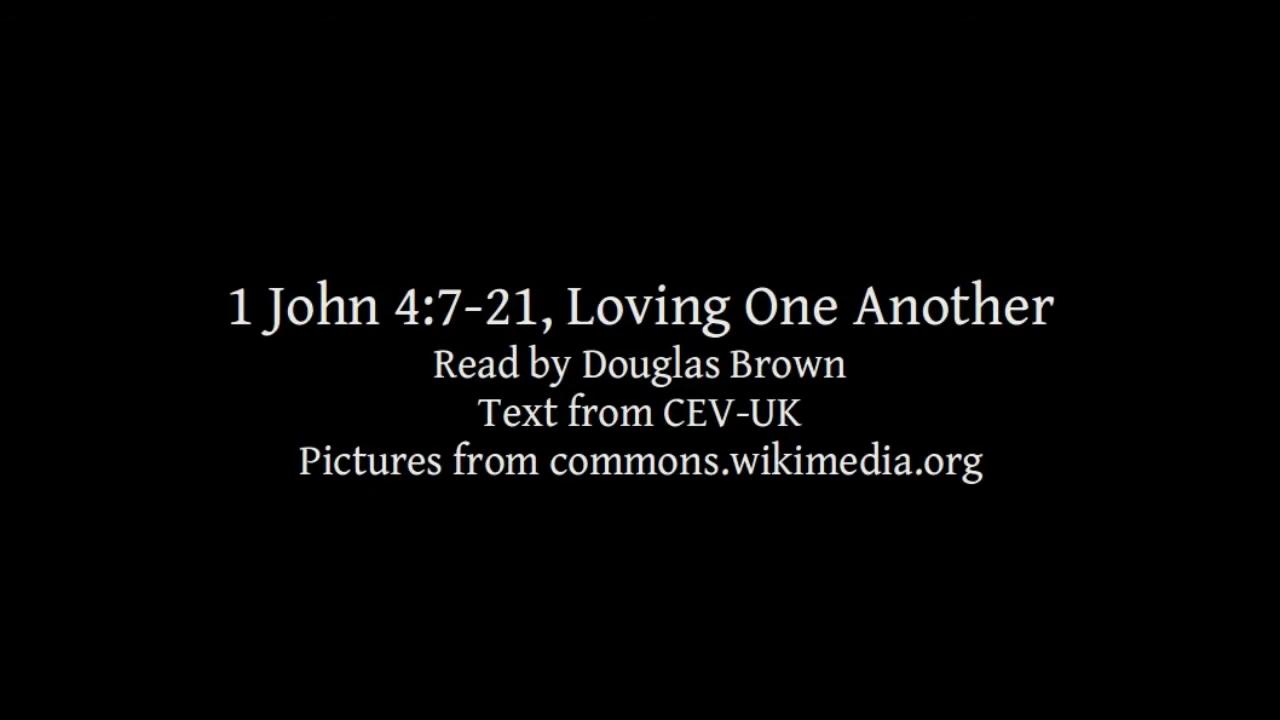 1 John 4:7-21, Loving One Another
Read by Douglas Brown
Text from CEV-UK
Pictures from commons.wikimedia.org